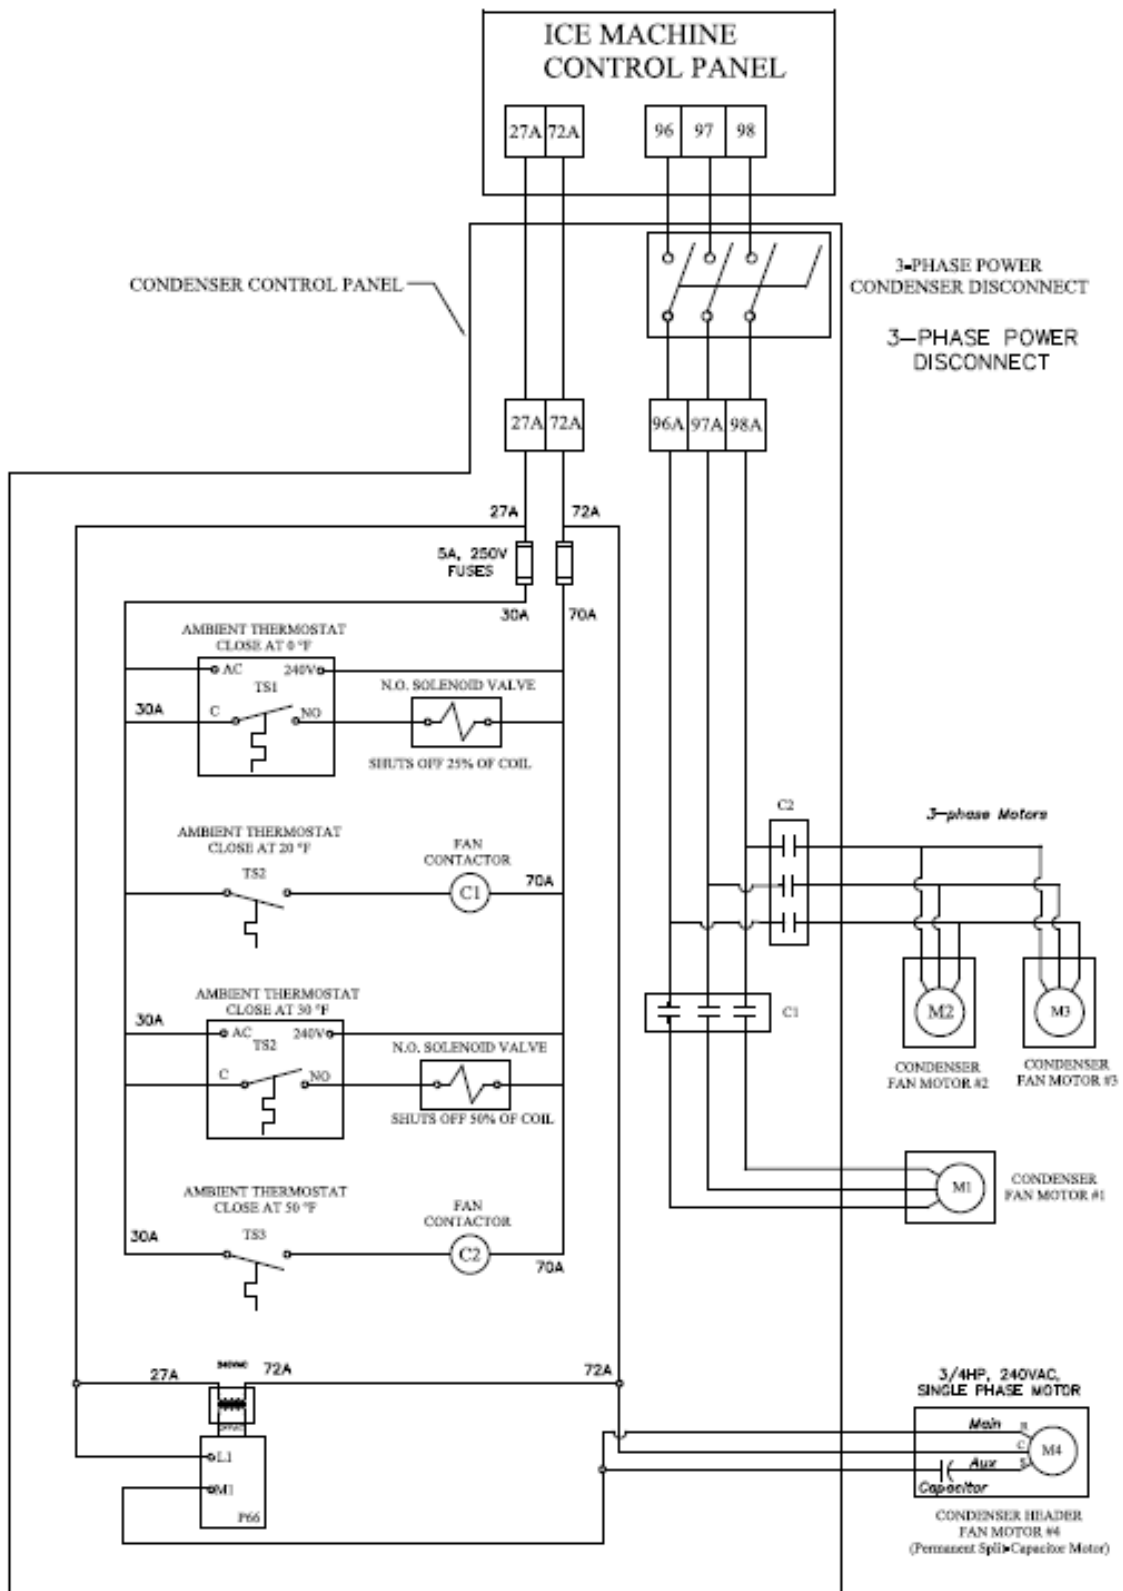 ICE MACHINE
CONTROL PANEL
27A 72A
96 97 98
CONDENSER CONTROL PANEL
3-PHASE POWER
CONDENSER DISCONNECT
3-PHASE POWER
DISCONNECT
27A 72A
96A 97A 98A
27A
72A
5A, 250V
FUSES
30A
70A
AMBIENT THERMOSTAT
CLOSE AT 0 °F
AC
240V
TS1
30A
C
NO
N.O. SOLENOID VALVE
SHUTS OFF 25% OF COIL
AMBIENT THERMOSTAT
CLOSE AT 20 °F
TS2
FAN
CONTACTOR
C1
70A
C2
3-phase Motors
M2
M3
C1
CONDENSER
FAN MOTOR #2
CONDENSER
FAN MOTOR #3
AMBIENT THERMOSTAT
CLOSE AT 30 °F
30A
AC
240V
TS2
C
NO
N.O. SOLENOID VALVE
SHUTS OFF 50% OF COIL
M1
CONDENSER
FAN MOTOR #1
AMBIENT THERMOSTAT
CLOSE AT 50 °F
30A
TS3
FAN
CONTACTOR
C2
70A
27A
240VAC
72A
72A
L1
M1
P66
3/4HP, 240VAC,
SINGLE PHASE MOTOR
Main
R
C
M4
Aux
S
Capacitor
CONDENSER HEADER
FAN MOTOR #4
(Permanent Split-Capacitor Motor)